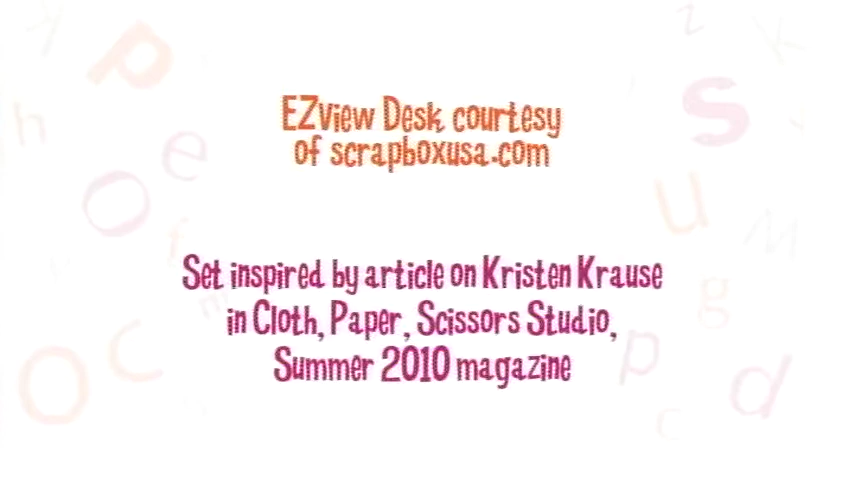 EZview Desk courtesy
of scrapboxusa.com
Set inspired by article on Kristen Krause
in Cloth, Paper, Scissors Studio,
Summer 2010 magazine